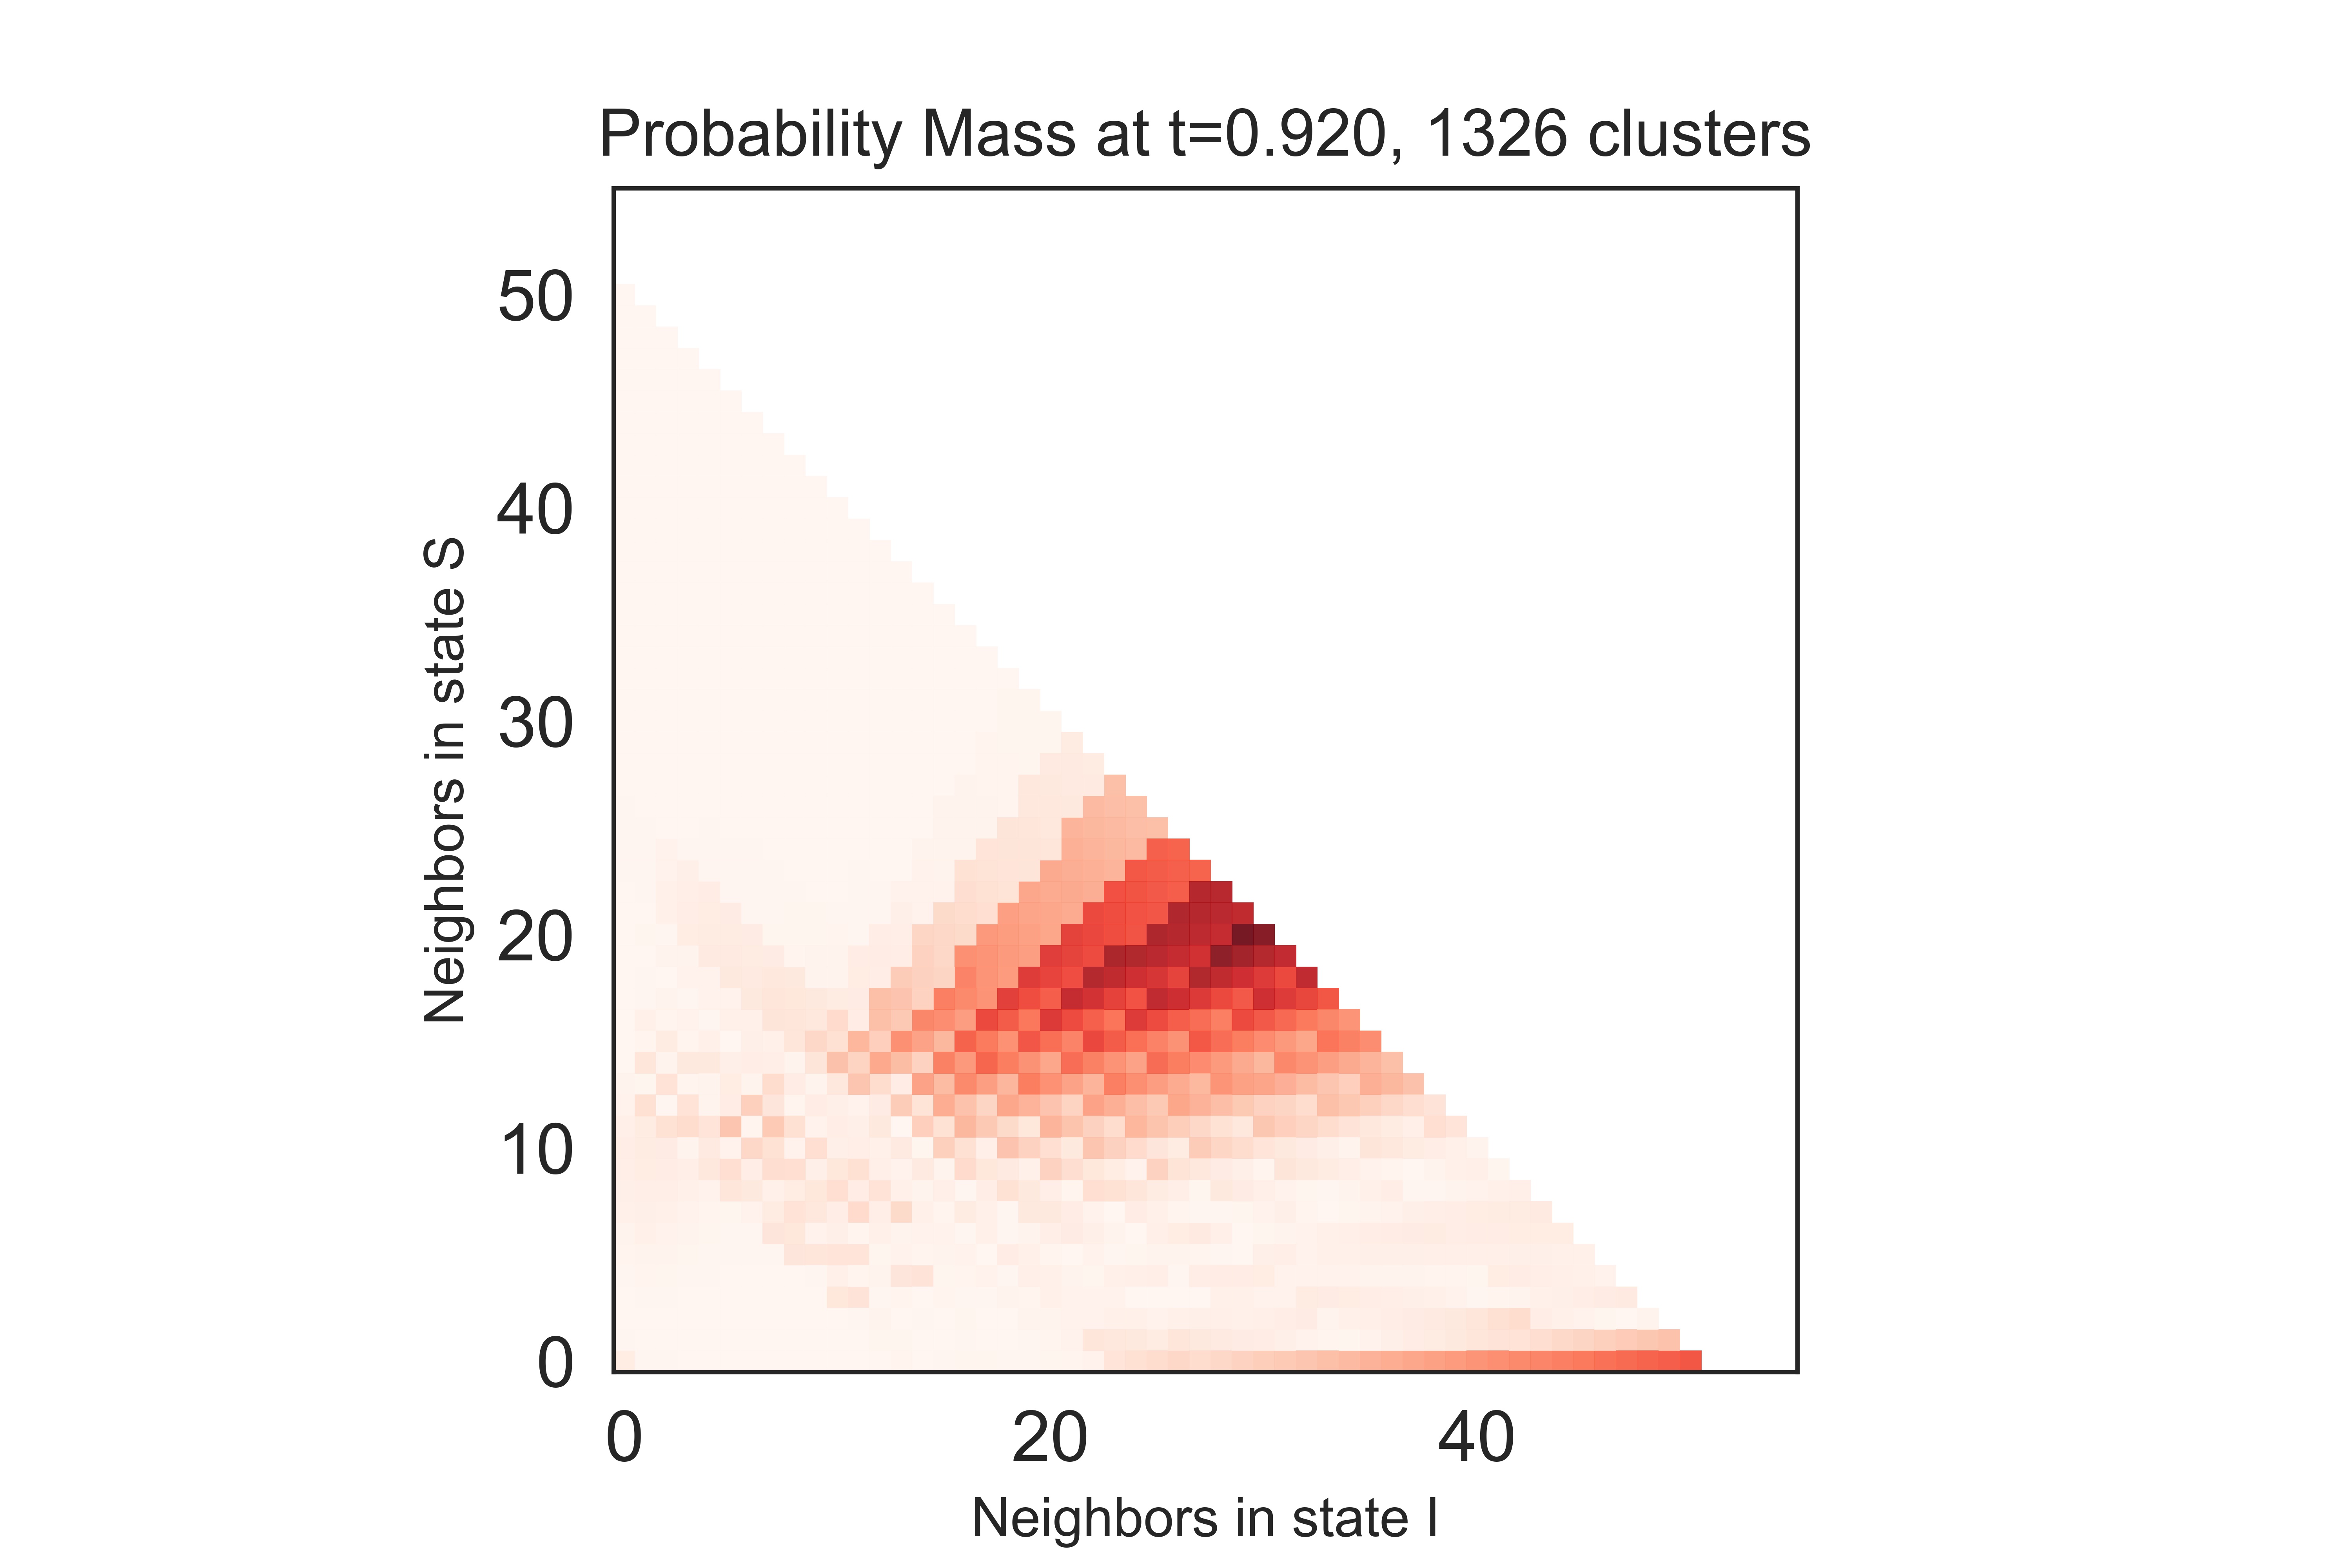 Probability Mass at t=0.920, 1326 clusters
50
40
30
20
10
0
Neighbors in state S
0 20 40
Neighbors in state I